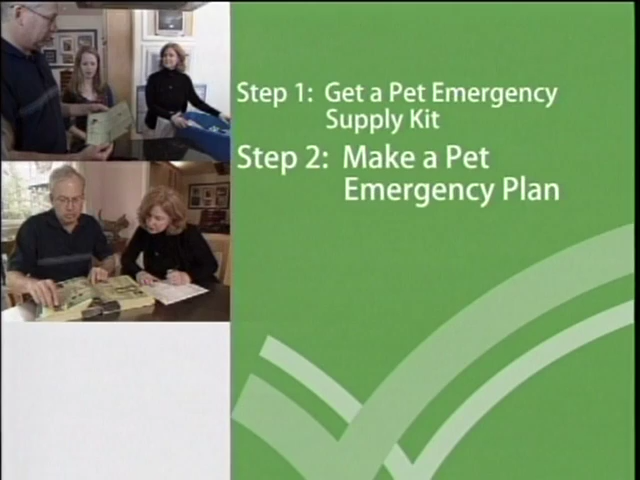 Step 1: Get a Pet Emergency
Supply Kit
Step 2: Make a Pet
Emergency Plan